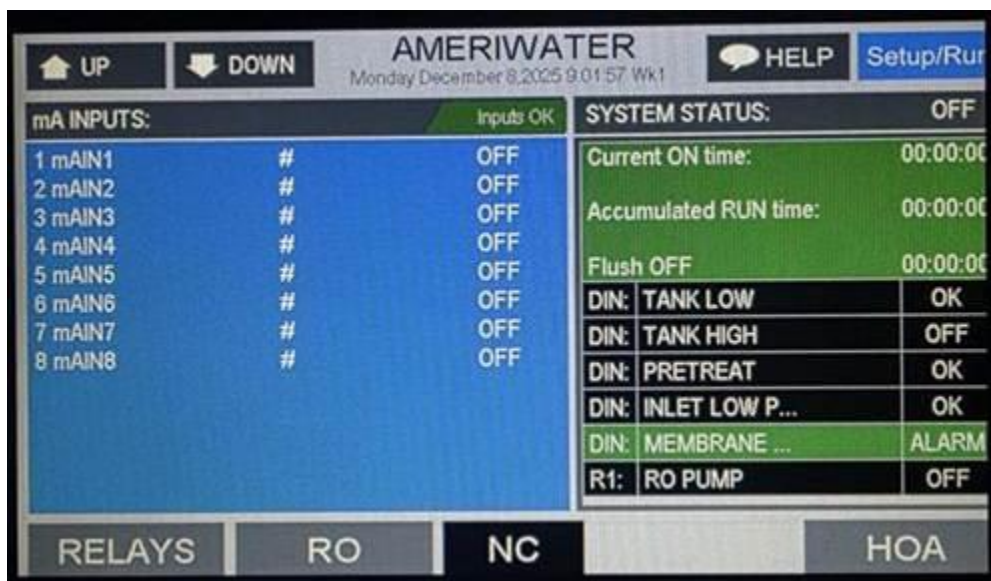 UP
DOWN
AMERIWATER
Monday December 8,2025 9:01:57 Wk1
HELP
Setup/Run
mA INPUTS:
Inputs OK
1 mAIN1 # OFF
2 mAIN2 # OFF
3 mAIN3 # OFF
4 mAIN4 # OFF
5 mAIN5 # OFF
6 mAIN6 # OFF
7 mAIN7 # OFF
8 mAIN8 # OFF
SYSTEM STATUS: OFF
Current ON time: 00:00:00
Accumulated RUN time: 00:00:00
Flush OFF 00:00:00
DIN: TANK LOW OK
DIN: TANK HIGH OFF
DIN: PRETREAT OK
DIN: INLET LOW P... OK
DIN: MEMBRANE ... ALARM
R1: RO PUMP OFF
RELAYS
RO
NC
HOA